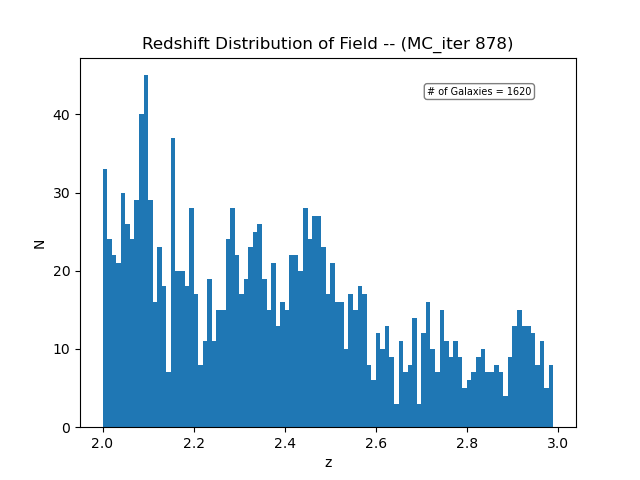 Redshift Distribution of Field -- (MC_iter 878)
# of Galaxies = 1620
40
30
20
10
0
N
2.0 2.2 2.4 2.6 2.8 3.0
z